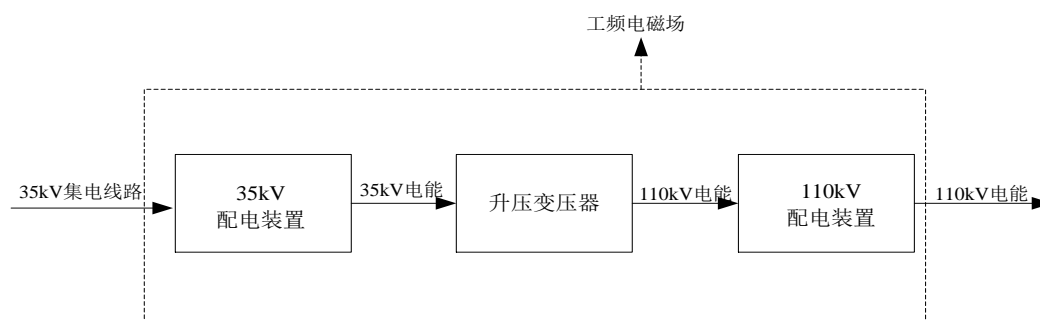 工频电磁场
35kV集电线路
35kV
配电装置
35kV电能
升压变压器
110kV电能
110kV
配电装置
110kV电能